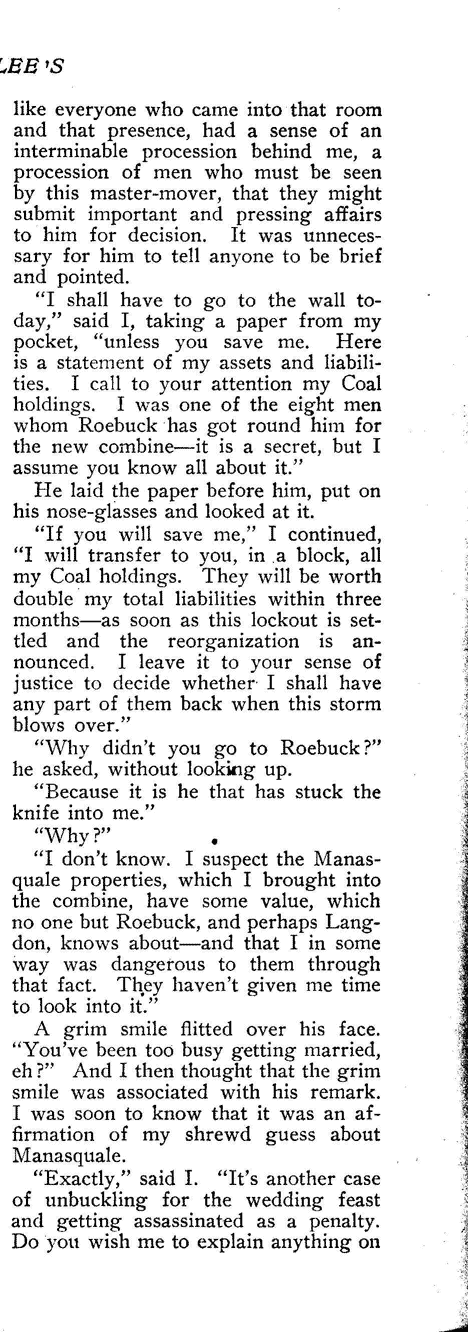 LEE'S
like everyone who came into that room
and that presence, had a sense of an
interminable procession behind me, a
procession of men who must be seen
by this master-mover, that they might
submit important and pressing affairs
to him for decision. It was unneces-
sary for him to tell anyone to be brief
and pointed.
"I shall have to go to the wall to-
day," said I, taking a paper from my
pocket, "unless you save me. Here
is a statement of my assets and liabili-
ties. I call to your attention my Coal
holdings. I was one of the eight men
whom Roebuck has got round him for
the new combine—it is a secret, but I
assume you know all about it."
He laid the paper before him, put on
his nose-glasses and looked at it.
"If you will save me," I continued,
"I will transfer to you, in a block, all
my Coal holdings. They will be worth
double my total liabilities within three
months—as soon as this lockout is set-
tled and the reorganization is an-
nounced. I leave it to your sense of
justice to decide whether I shall have
any part of them back when this storm
blows over."
"Why didn't you go to Roebuck?"
he asked, without looking up.
"Because it is he that has stuck the
knife into me."
"Why?"
"I don't know. I suspect the Manas-
quale properties, which I brought into
the combine, have some value, which
no one but Roebuck, and perhaps Lang-
don, knows about—and that I in some
way was dangerous to them through
that fact. They haven't given me time
to look into it."
A grim smile flitted over his face.
"You've been too busy getting married,
eh?" And I then thought that the grim
smile was associated with his remark.
I was soon to know that it was an af-
firmation of my shrewd guess about
Manasquale.
"Exactly," said I. "It's another case
of unbuckling for the wedding feast
and getting assassinated as a penalty.
Do you wish me to explain anything on